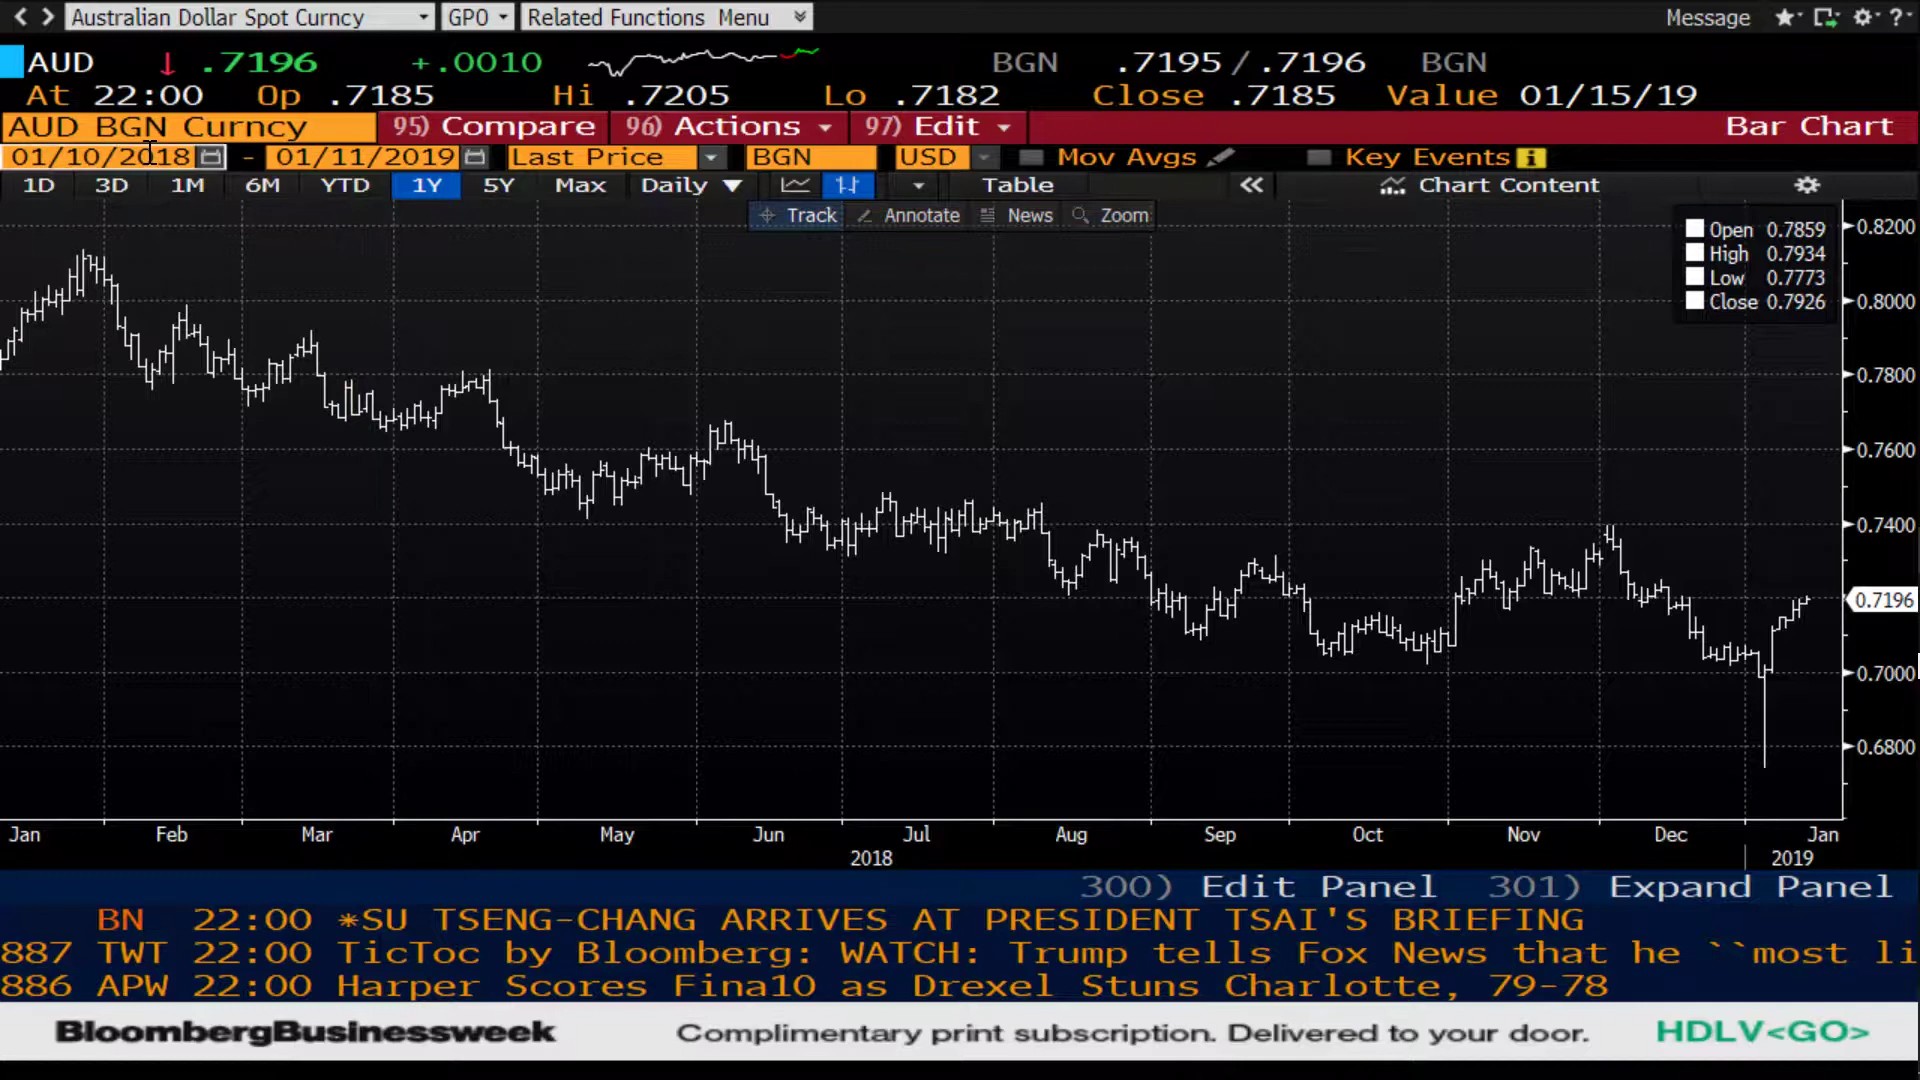 Australian Dollar Spot Curncy GPO Related Functions Menu Message ?
AUD ↓ .7196 +.0010 BGN .7195 / .7196 BGN
At 22:00 Op .7185 Hi .7205 Lo .7182 Close .7185 Value 01/15/19
AUD BGN Curncy 95) Compare 96) Actions 97) Edit Bar Chart
01/10/2018 - 01/11/2019 Last Price BGN USD Mov Avgs Key Events i
1D 3D 1M 6M YTD 1Y 5Y Max Daily ▼ Table « Chart Content
Track Annotate News Zoom
Open 0.7859
High 0.7934
Low 0.7773
Close 0.7926
0.8200
0.8000
0.7800
0.7600
0.7400
0.7196
0.7000
0.6800
Jan Feb Mar Apr May Jun Jul Aug Sep Oct Nov Dec Jan
2018 2019
300) Edit Panel 301) Expand Panel
BN 22:00 *SU TSENG-CHANG ARRIVES AT PRESIDENT TSAI'S BRIEFING
887 TWT 22:00 TicToc by Bloomberg: WATCH: Trump tells Fox News that he ``most li
886 APW 22:00 Harper Scores Fina10 as Drexel Stuns Charlotte, 79-78
BloombergBusinessweek Complimentary print subscription. Delivered to your door. HDLV<GO>